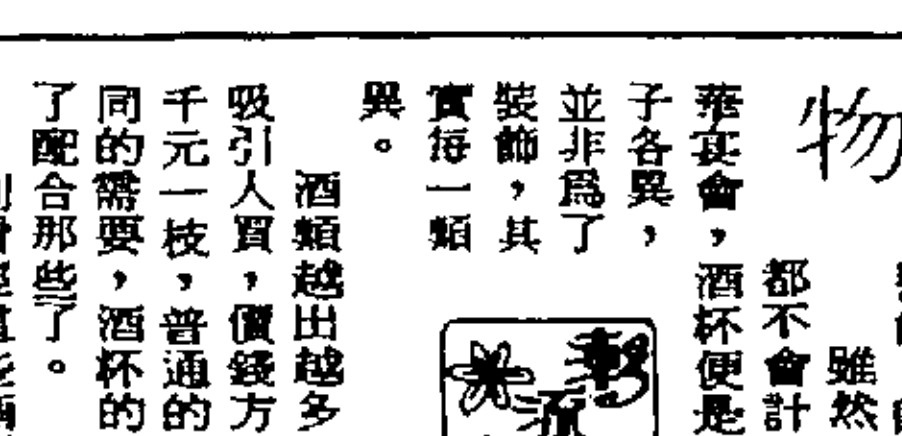 物
雖然
都不會計
華宴會，酒杯便是
子各異，
並非爲了
裝飾，其
實每一類
異。
酒類越出越多
吸引人買，價錢方
千元一枝，普通的
同的需要，酒杯的
了配合那些了。